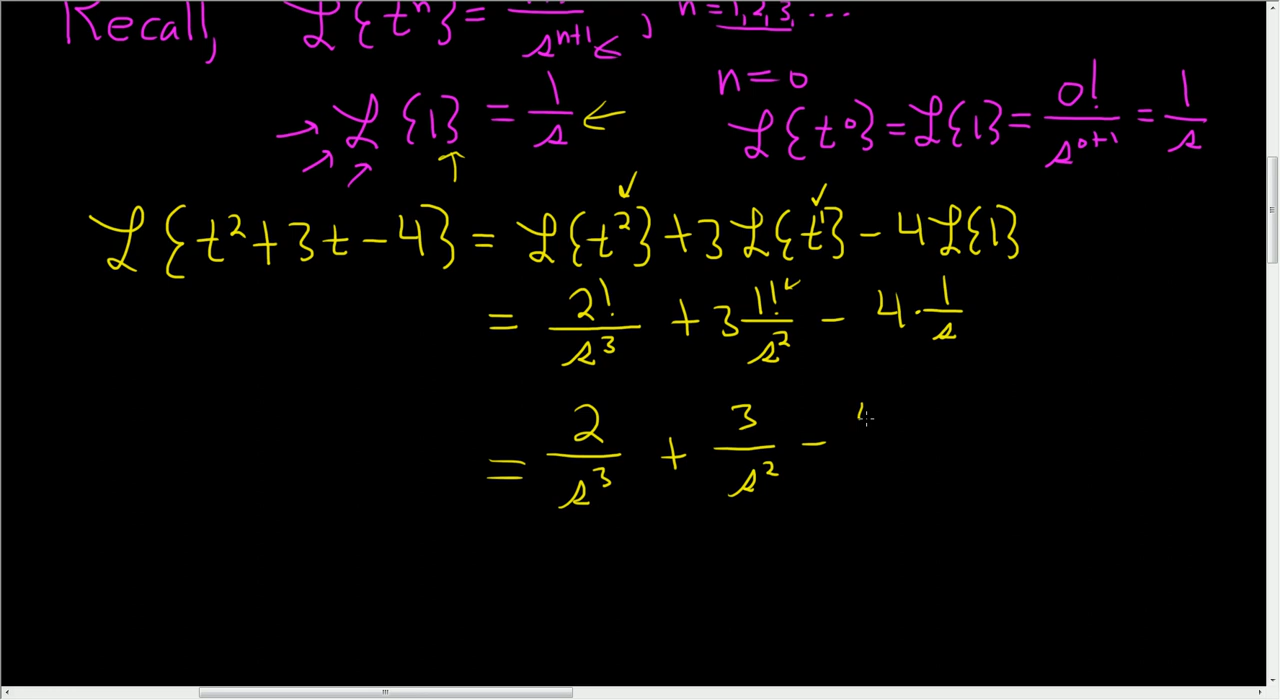 Recall, ℒ{tⁿ} = / sⁿ⁺¹ ←, n = 1, 2, 3, ...
n = 0
→ ℒ{1} = 1/s ← ℒ{t⁰} = ℒ{1} = 0!/s⁰⁺¹ = 1/s
ℒ{t² + 3t − 4} = ℒ{t²} + 3ℒ{t¹} − 4ℒ{1}
= 2!/s³ + 3 1!/s² − 4 · 1/s
= 2/s³ + 3/s² −